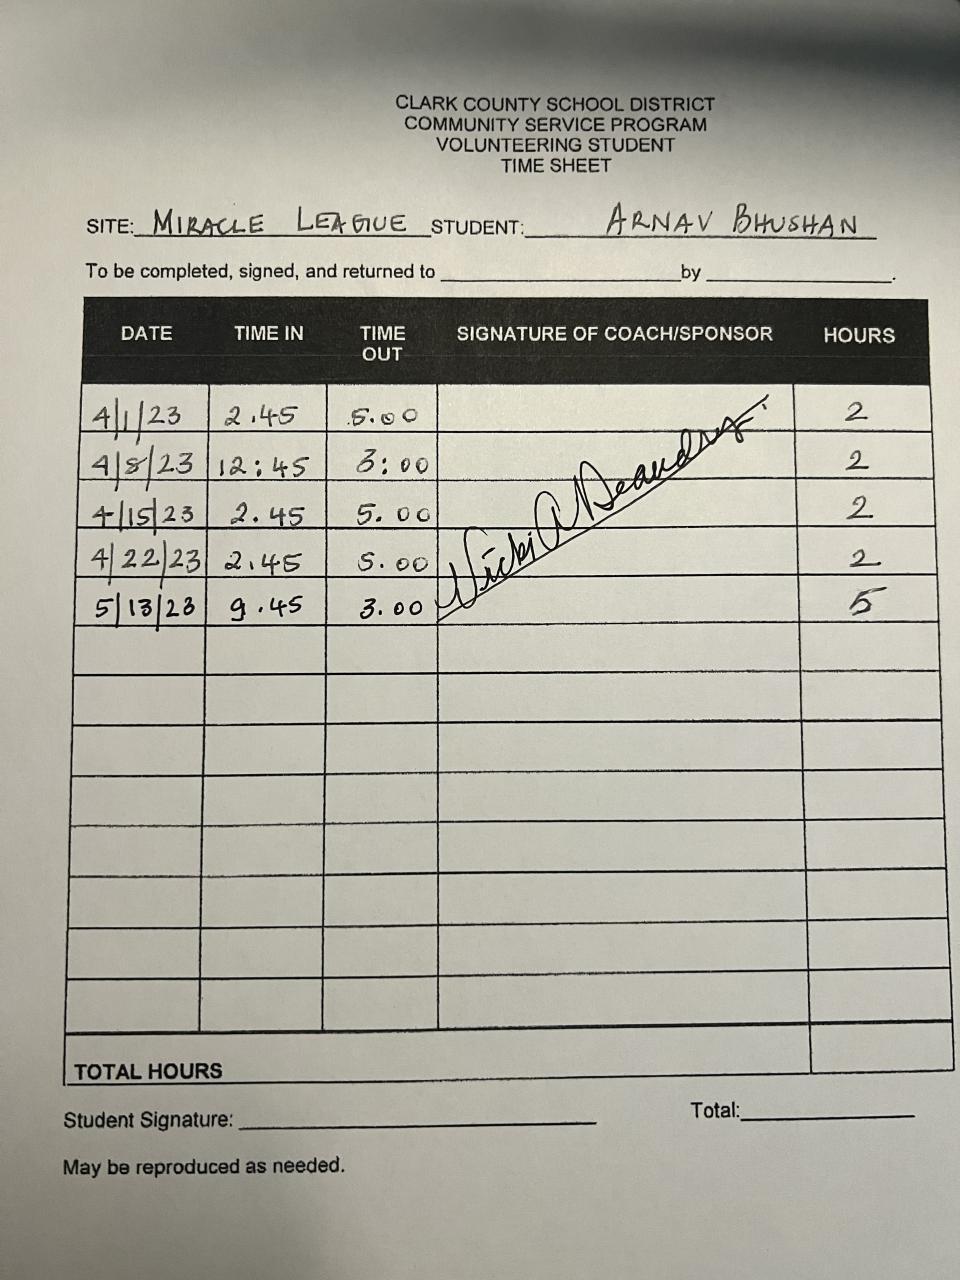 CLARK COUNTY SCHOOL DISTRICT
COMMUNITY SERVICE PROGRAM
VOLUNTEERING STUDENT
TIME SHEET
SITE: MIRACLE LEAGUE STUDENT: ARNAV BHUSHAN
To be completed, signed, and returned to by .
DATE TIME IN TIME OUT SIGNATURE OF COACH/SPONSOR HOURS
4/1/23 2.45 5.00 2
4/8/23 12:45 3:00 2
4/15/23 2.45 5.00 2
4/22/23 2.45 5.00 2
5/13/23 9.45 3.00 5
Vicki A
TOTAL HOURS
Student Signature: Total:
May be reproduced as needed.